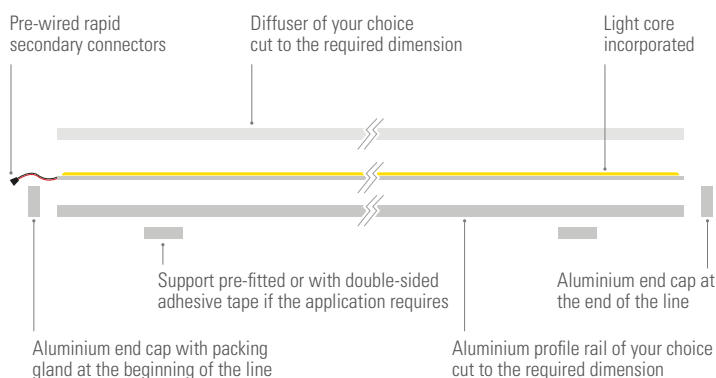 Pre-wired rapid
secondary connectors
Diffuser of your choice
cut to the required dimension
Light core
incorporated
Support pre-fitted or with double-sided
adhesive tape if the application requires
Aluminium end cap at
the end of the line
Aluminium end cap with packing
gland at the beginning of the line
Aluminium profile rail of your choice
cut to the required dimension